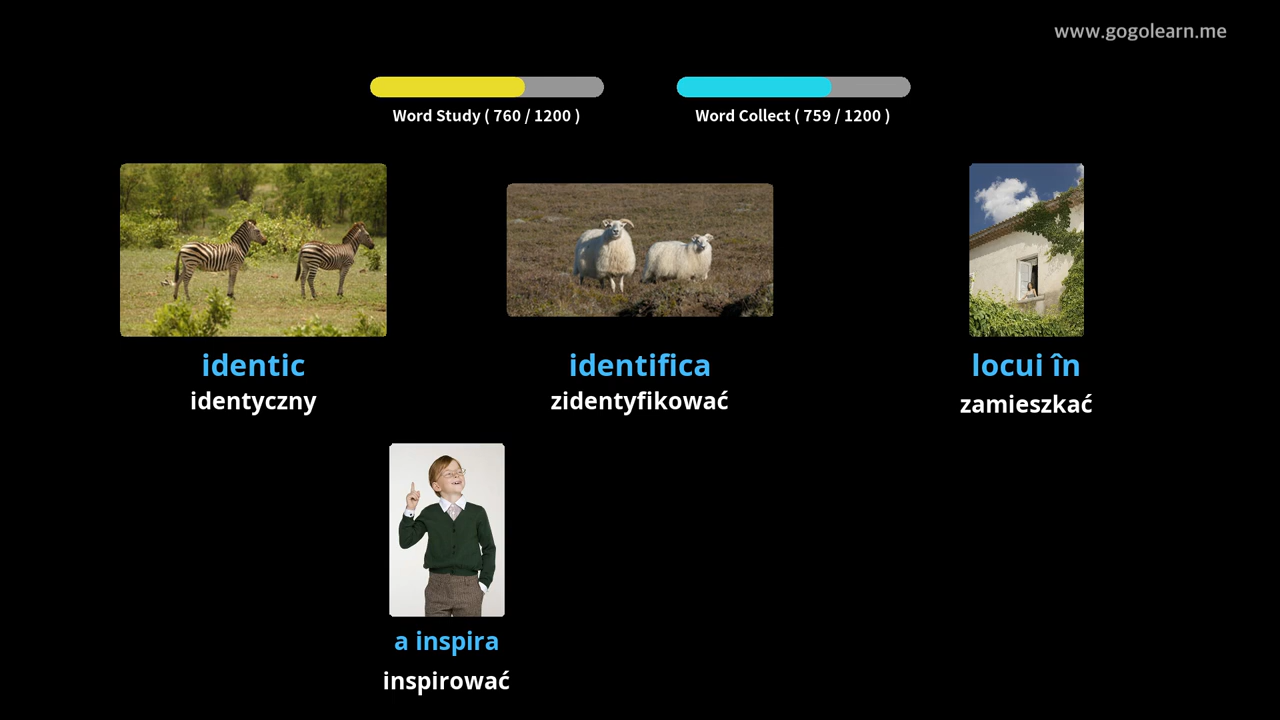 www.gogolearn.me
Word Study ( 760 / 1200 )
Word Collect ( 759 / 1200 )
identic
identyczny
identifica
zidentyfikować
locui în
zamieszkać
a inspira
inspirować